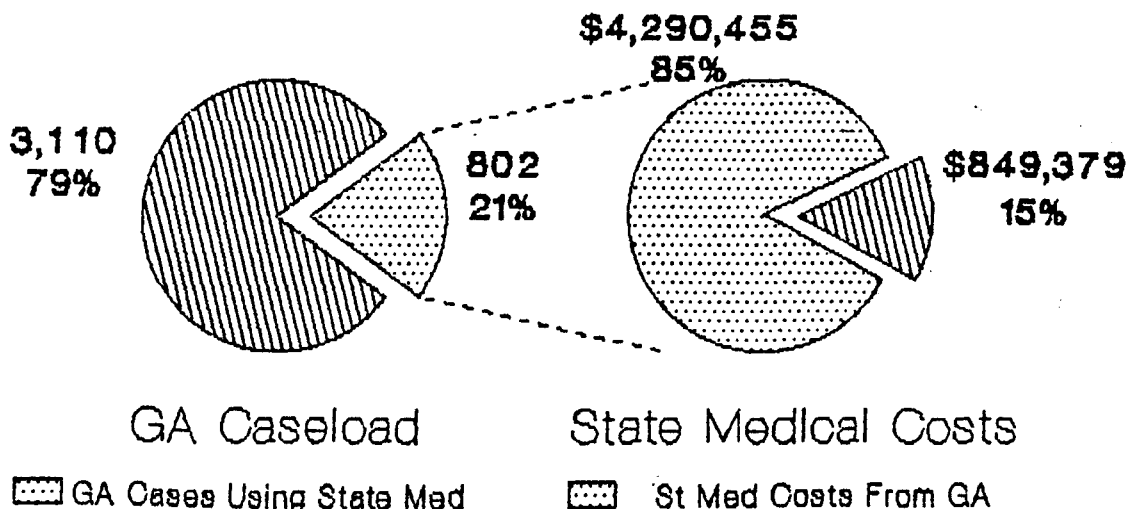 $4,290,455
85%
3,110
79%
802
21%
$849,379
15%
GA Caseload
State Medical Costs
GA Cases Using State Med
St Med Costs From GA